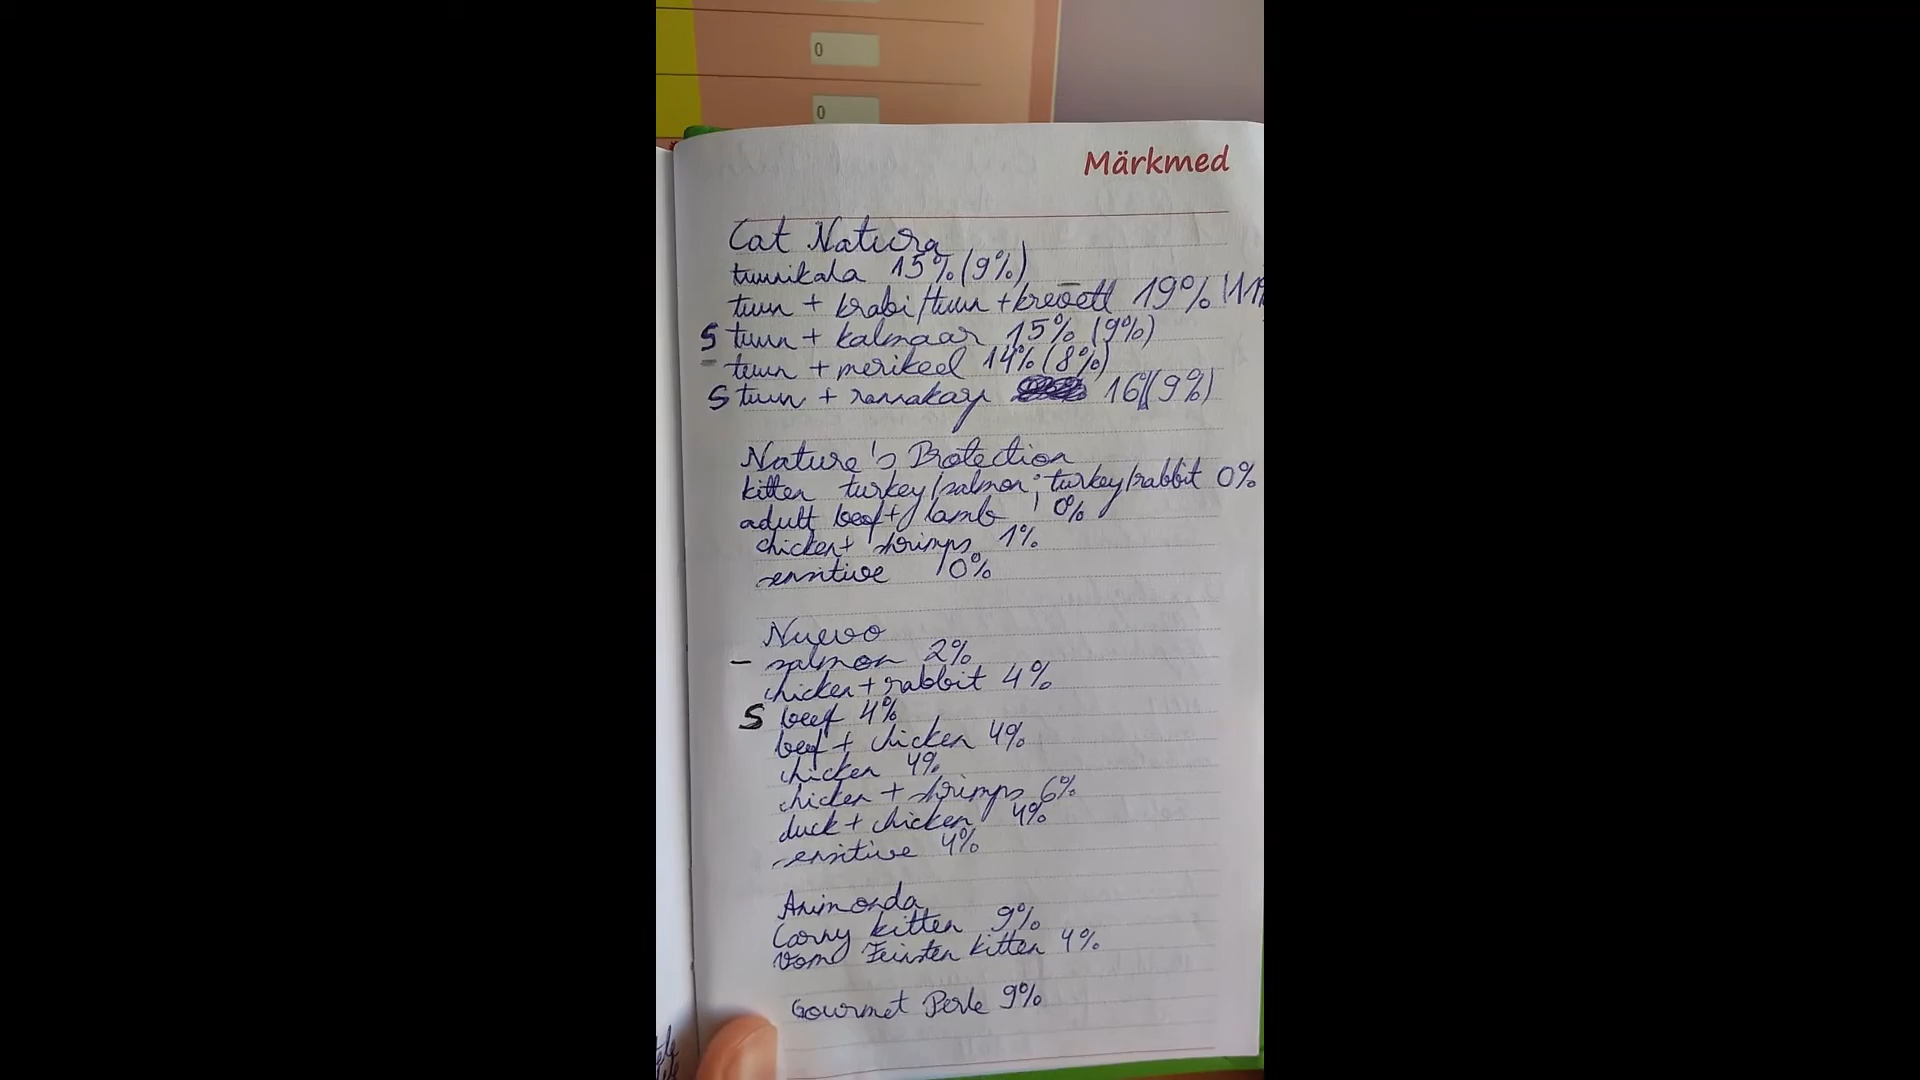 0
0
Märkmed
Cat Natura
tuunikala 15% (9%)
tuun + krabi/tuun + krevett 19% (11%
S tuun + kalmaar 15% (9%)
- tuun + merikeel 14% (8%)
S tuun + rannakarp 16% (9%)
Nature's Protection
kitten turkey/salmon; turkey/rabbit 0%
adult beef + lamb 0%
chicken + shrimps 1%
sensitive 0%
Nuevo
- salmon 2%
chicken + rabbit 4%
S beef 4%
beef + chicken 4%
chicken 4%
chicken + shrimps 6%
duck + chicken 4%
sensitive 4%
Animonda
Carny kitten 9%
Vom Feinsten kitten 4%
Gourmet Perle 9%